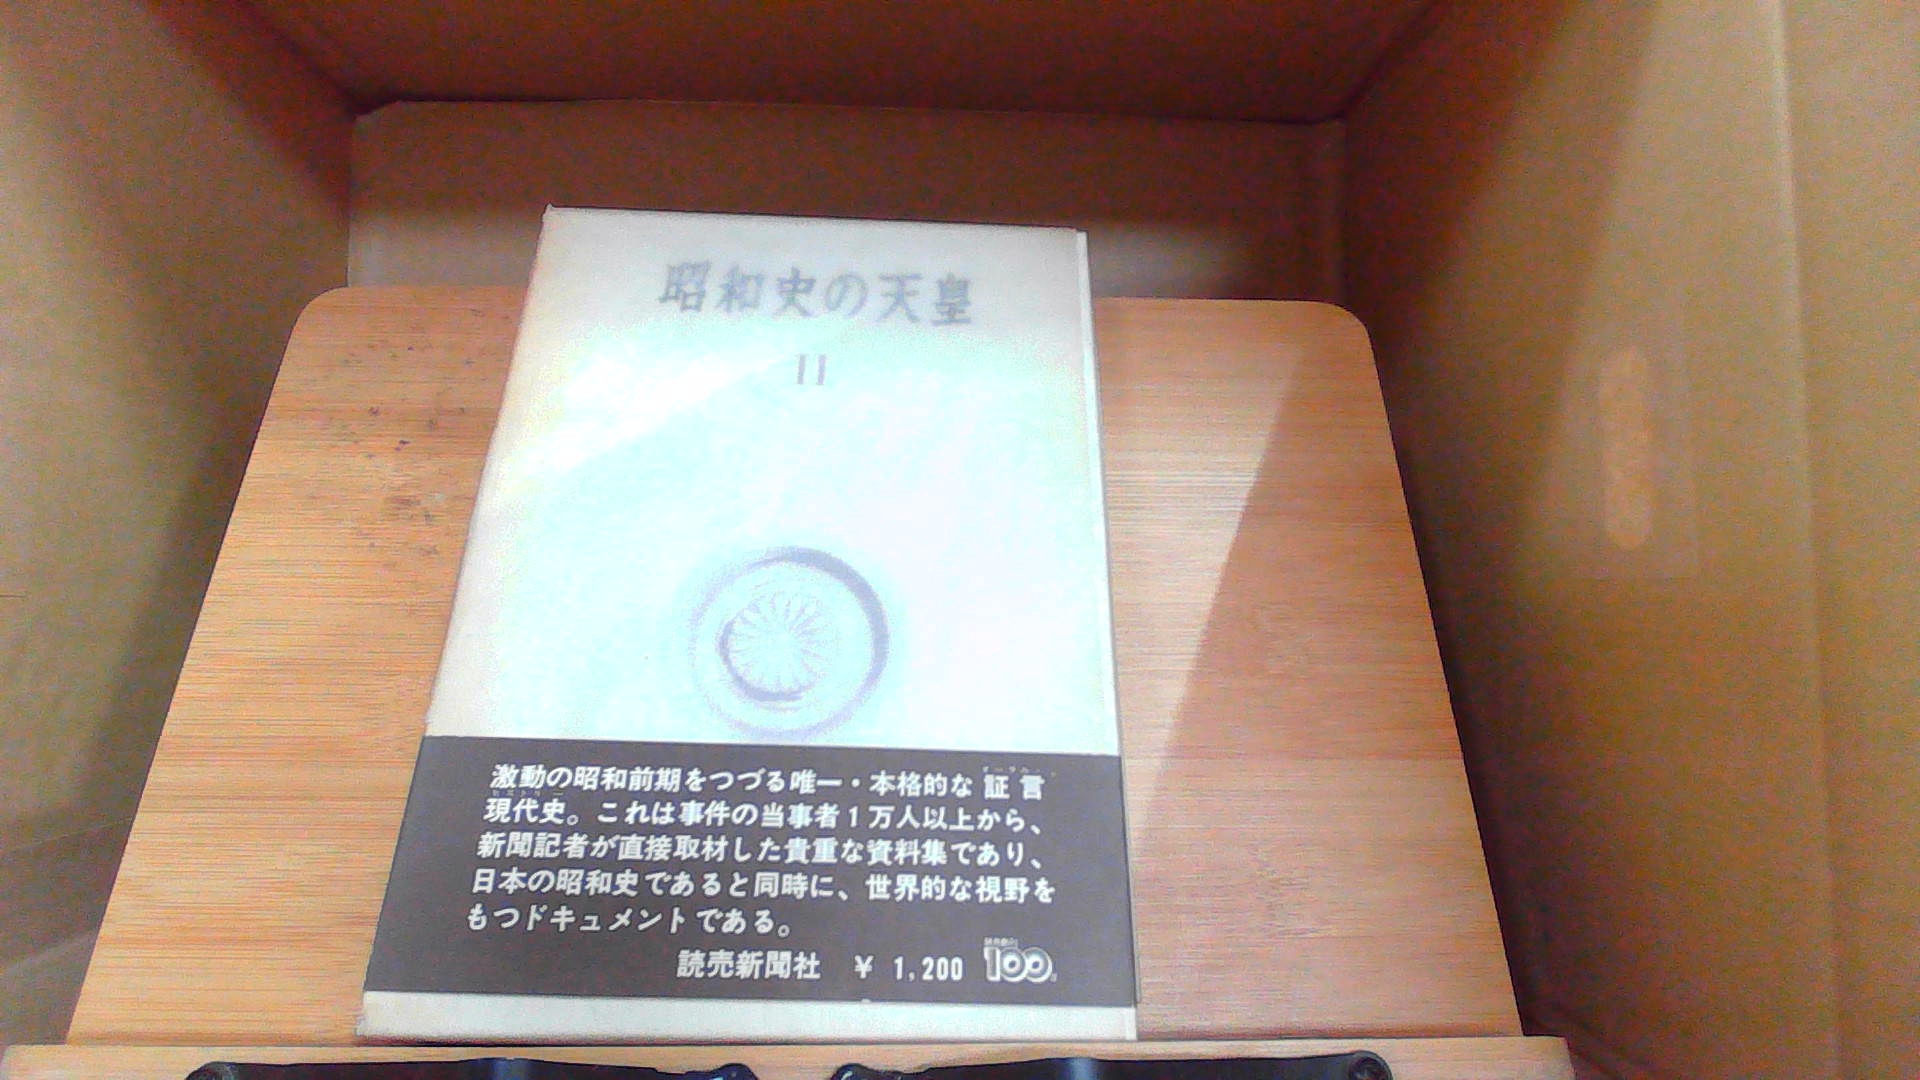 昭和史の天皇
11
激動の昭和前期をつづる唯一・本格的な証言
現代史。これは事件の当事者1万人以上から、
新聞記者が直接取材した貴重な資料集であり、
日本の昭和史であると同時に、世界的な視野を
もつドキュメントである。
読売新聞社 ¥ 1,200
100